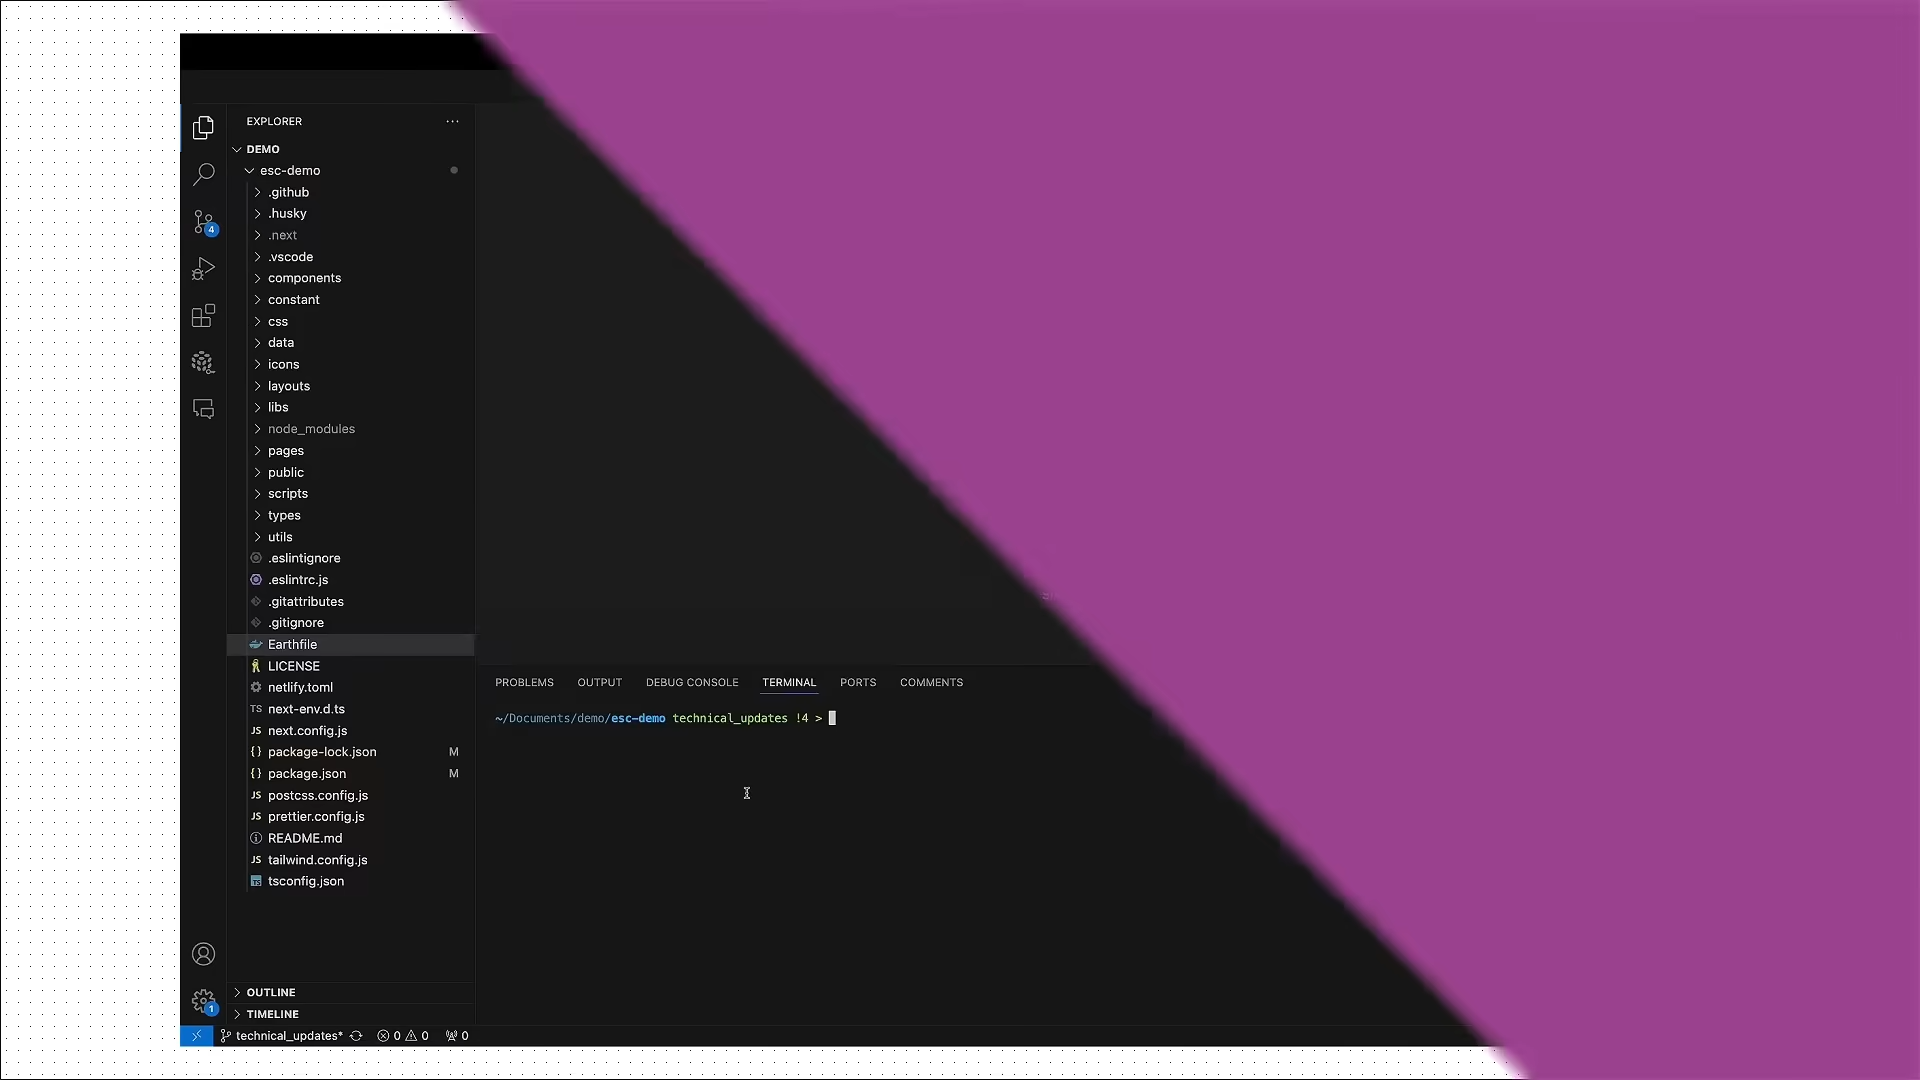 EXPLORER
DEMO
esc-demo
.github
.husky
.next
4
.vscode
components
constant
css
data
icons
layouts
libs
node_modules
pages
public
scripts
types
utils
.eslintignore
.eslintrc.js
.gitattributes
.gitignore
Earthfile
LICENSE
netlify.toml
TS next-env.d.ts
JS next.config.js
{} package-lock.json M
{} package.json M
JS postcss.config.js
JS prettier.config.js
README.md
JS tailwind.config.js
TS tsconfig.json
OUTLINE
1
TIMELINE
technical_updates* 0 0 0
PROBLEMS OUTPUT DEBUG CONSOLE TERMINAL PORTS COMMENTS
~/Documents/demo/esc-demo technical_updates !4 >